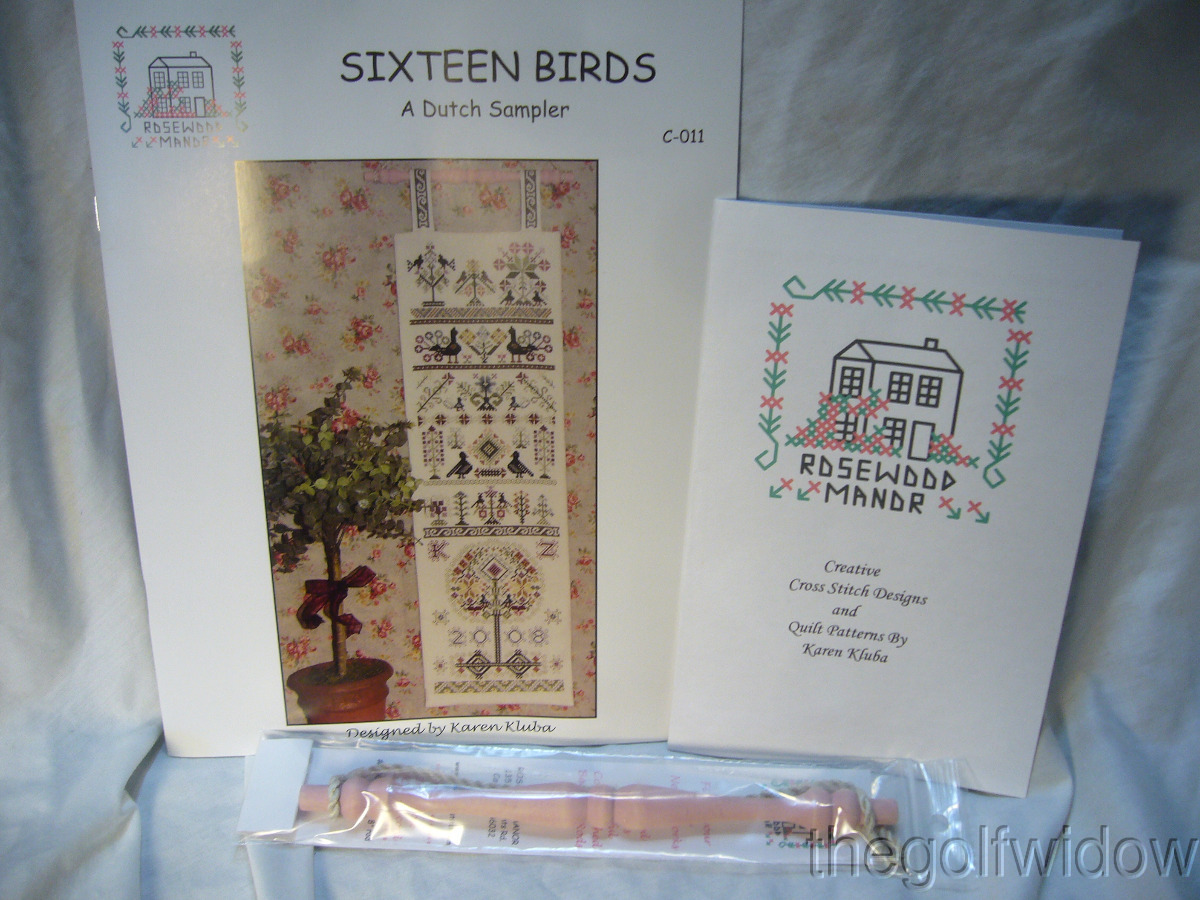 ROSEWOOD
MANOR
SIXTEEN BIRDS
A Dutch Sampler
C-011
K Z
2008
Designed by Karen Kluba
ROSEWOOD
MANOR
Creative
Cross Stitch Designs
and
Quilt Patterns By
Karen Kluba
thegolfwidow